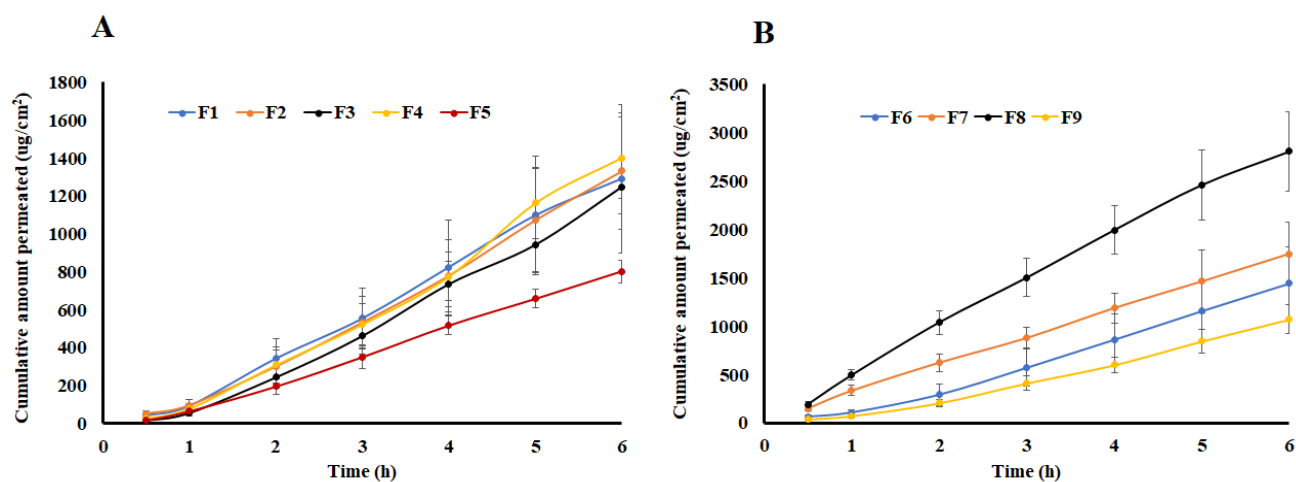 A
Cumulative amount permeated (ug/cm²)
1800
1600
1400
1200
1000
800
600
400
200
0
F1 F2 F3 F4 F5
0 1 2 3 4 5 6
Time (h)
B
Cumulative amount permeated (ug/cm²)
3500
3000
2500
2000
1500
1000
500
0
F6 F7 F8 F9
0 1 2 3 4 5 6
Time (h)